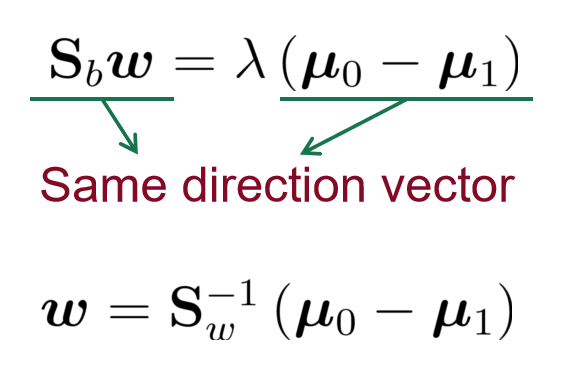 S_b w = λ (μ_0 − μ_1)
Same direction vector
w = S_w^{−1} (μ_0 − μ_1)